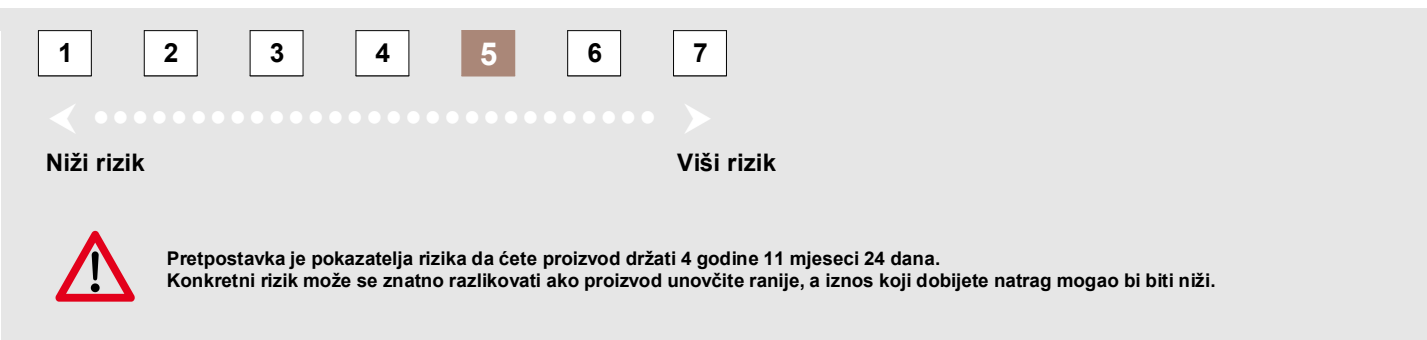 1 2 3 4 5 6 7
Niži rizik Viši rizik
Pretpostavka je pokazatelja rizika da ćete proizvod držati 4 godine 11 mjeseci 24 dana.
Konkretni rizik može se znatno razlikovati ako proizvod unovčite ranije, a iznos koji dobijete natrag mogao bi biti niži.